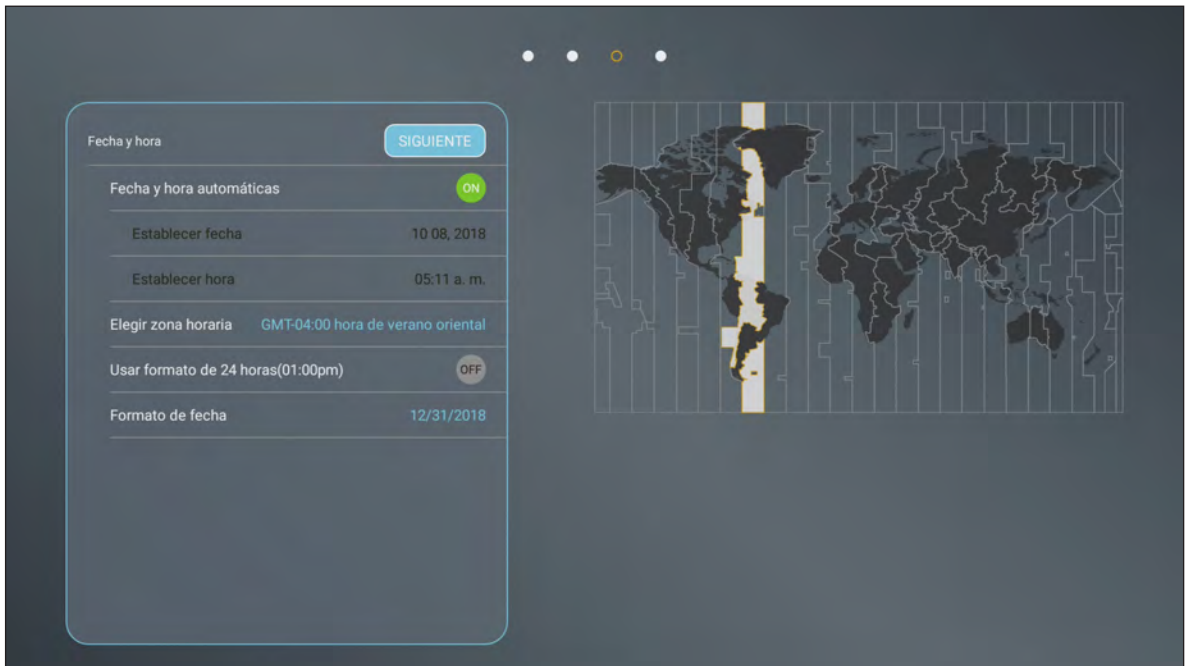 Fecha y hora SIGUIENTE
Fecha y hora automáticas ON
Establecer fecha 10 08, 2018
Establecer hora 05:11 a. m.
Elegir zona horaria GMT-04:00 hora de verano oriental
Usar formato de 24 horas(01:00pm) OFF
Formato de fecha 12/31/2018